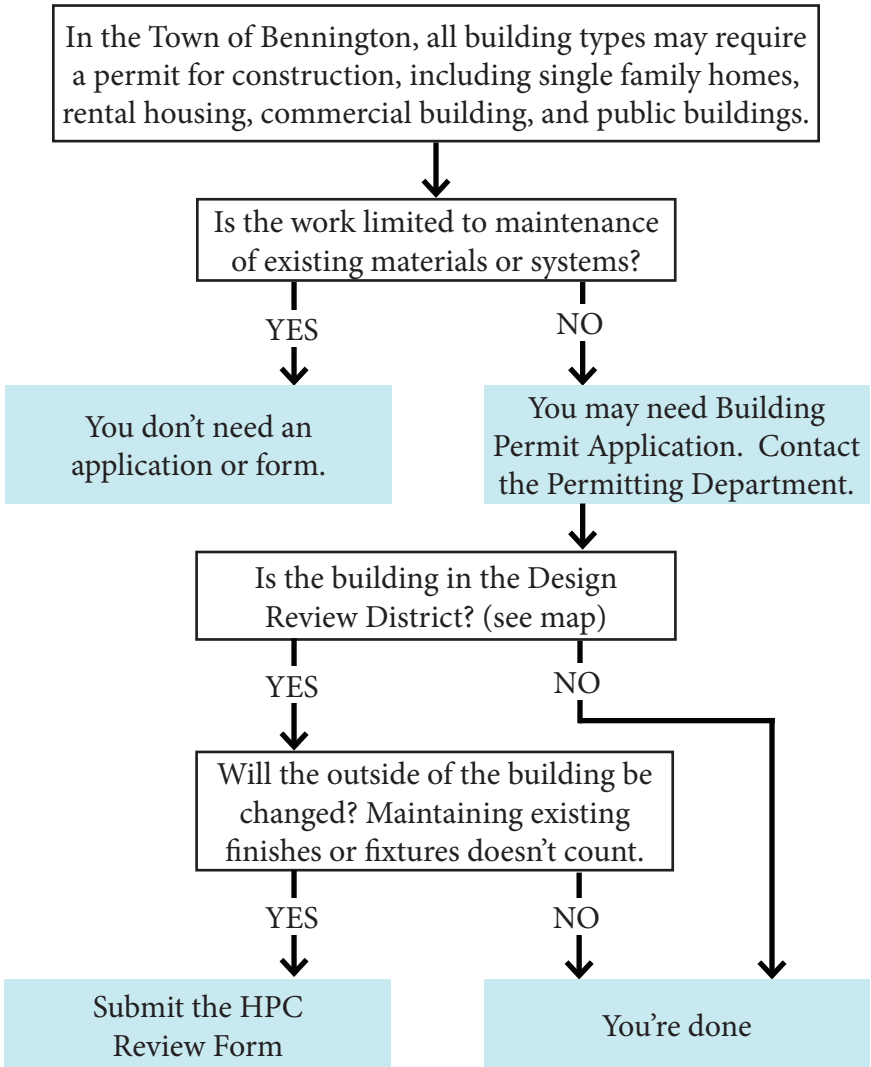 In the Town of Bennington, all building types may require
a permit for construction, including single family homes,
rental housing, commercial building, and public buildings.
Is the work limited to maintenance
of existing materials or systems?
YES
NO
You don't need an
application or form.
You may need Building
Permit Application.  Contact
the Permitting Department.
Is the building in the Design
Review District? (see map)
YES
NO
Will the outside of the building be
changed? Maintaining existing
finishes or fixtures doesn't count.
YES
NO
Submit the HPC
Review Form
You're done